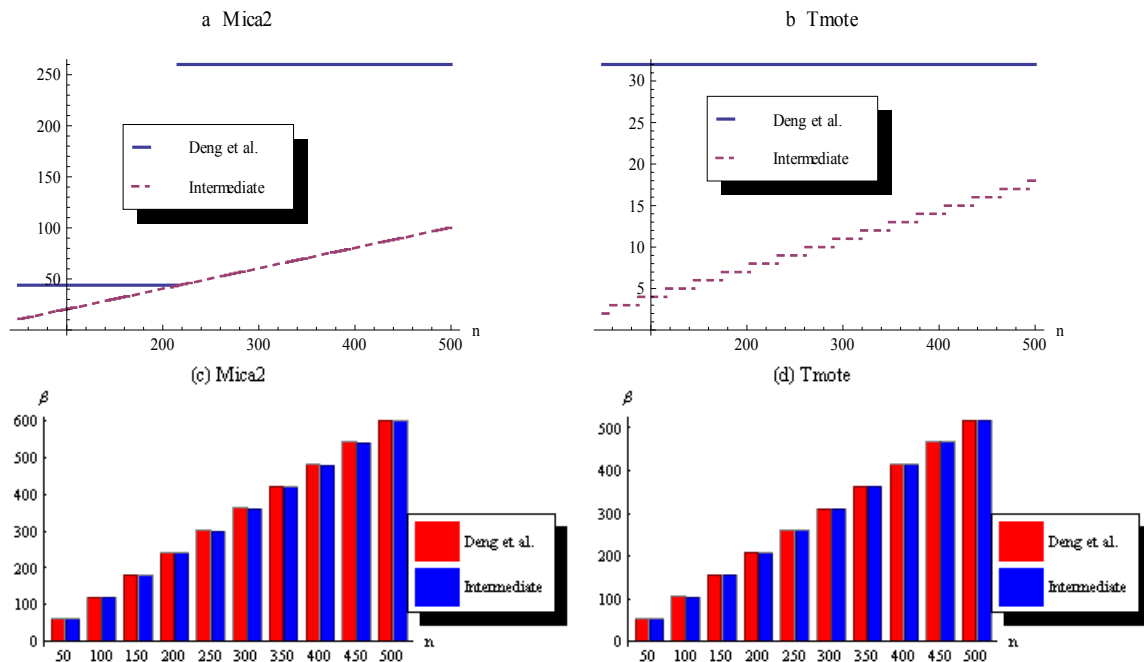 a Mica2
250
200
150
100
50
Deng et al.
Intermediate
200 300 400 500
n
b Tmote
30
25
20
15
10
5
Deng et al.
Intermediate
200 300 400 500
n
(c) Mica2
β
600
500
400
300
200
100
0
50 100 150 200 250 300 350 400 450 500
n
Deng et al.
Intermediate
(d) Tmote
β
500
400
300
200
100
0
50 100 150 200 250 300 350 400 450 500
n
Deng et al.
Intermediate